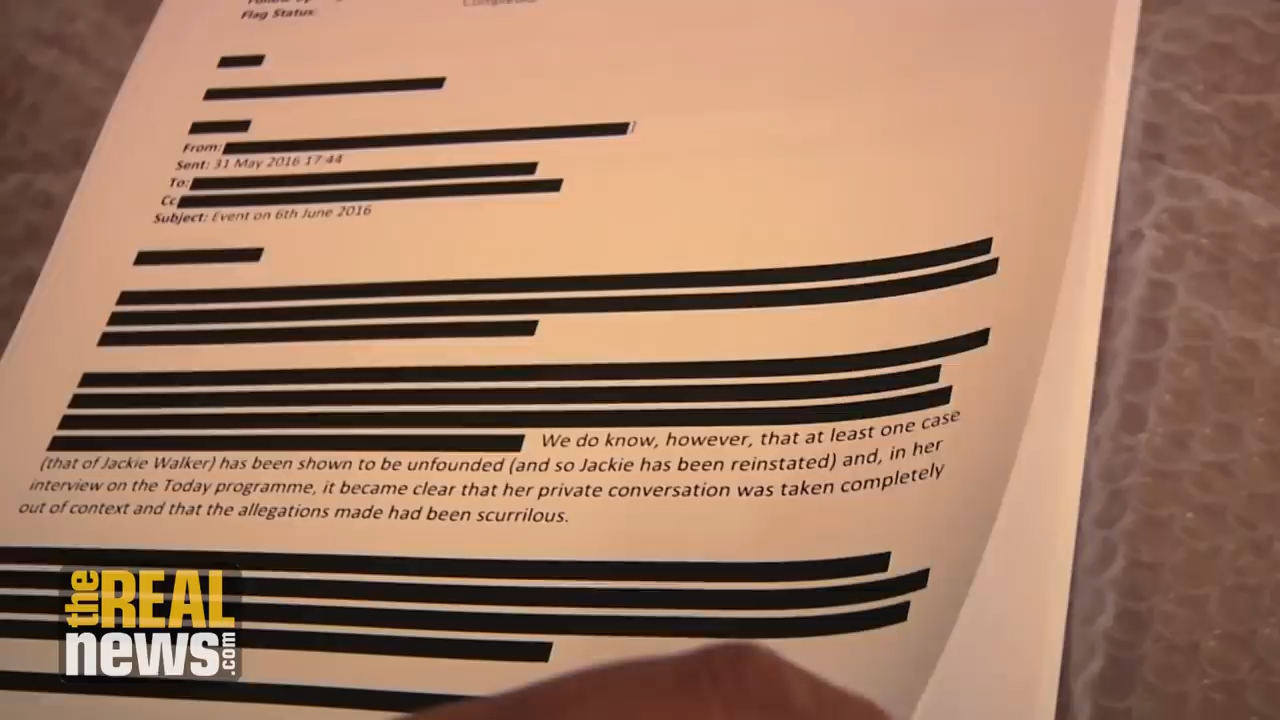 Flag Status:
From:
Sent: 31 May 2016 17:44
To:
Cc
Subject: Event on 6th June 2016
We do know, however, that at least one case
(that of Jackie Walker) has been shown to be unfounded (and so Jackie has been reinstated) and, in her
interview on the Today programme, it became clear that her private conversation was taken completely
out of context and that the allegations made had been scurrilous.
the REAL
news.com